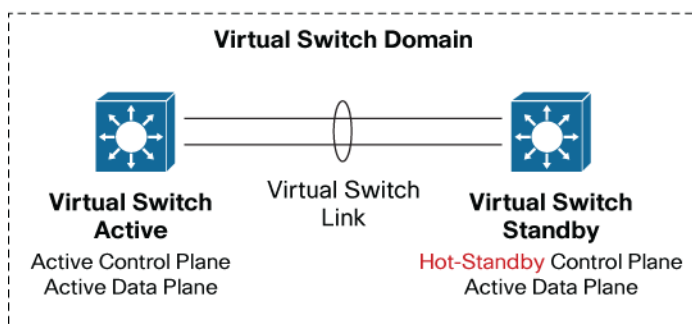 Virtual Switch Domain
Virtual Switch
Active
Active Control Plane
Active Data Plane
Virtual Switch
Link
Virtual Switch
Standby
Hot-Standby Control Plane
Active Data Plane